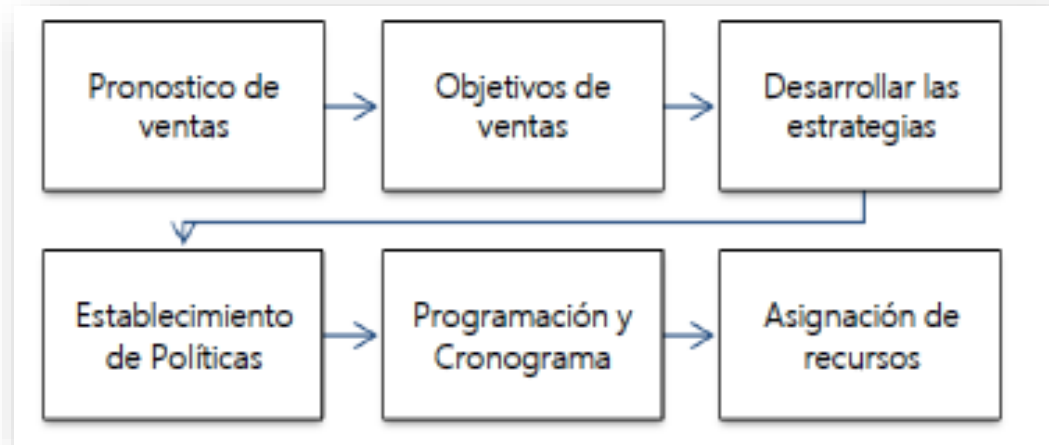 Pronostico de
ventas
Objetivos de
ventas
Desarrollar las
estrategias
Establecimiento
de Políticas
Programación y
Cronograma
Asignación de
recursos